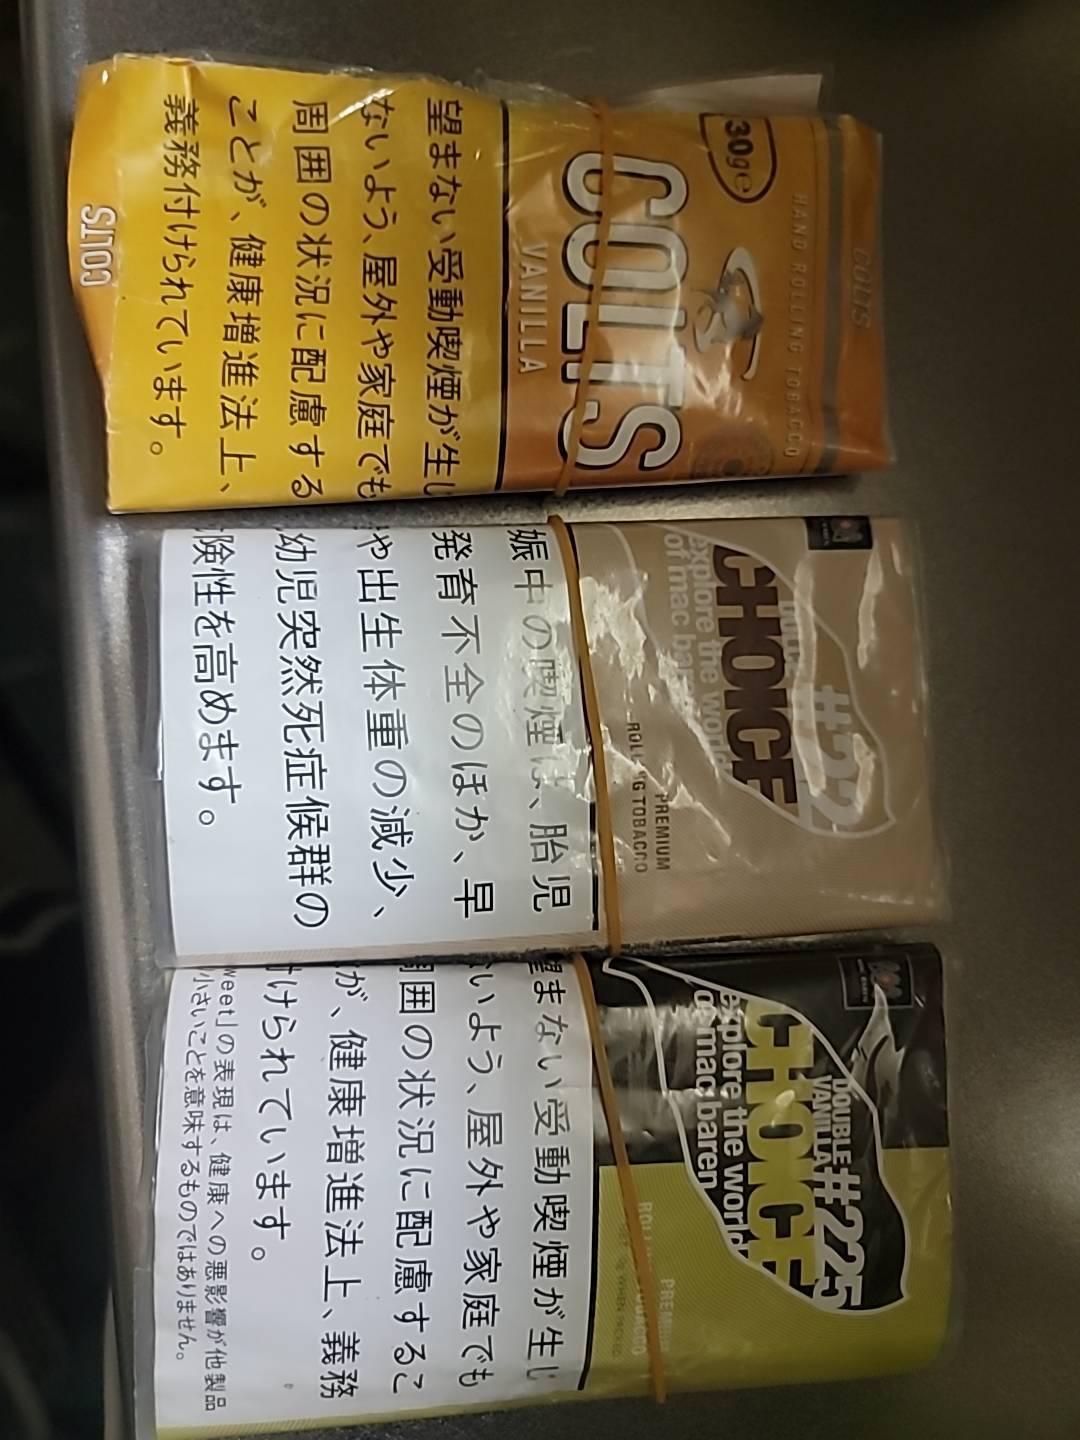 COLTS
HAND ROLLING TOBACCO
30g e
COLTS
VANILLA
望まない受動喫煙が生じ
ないよう、屋外や家庭でも
周囲の状況に配慮する
ことが、健康増進法上、
義務付けられています。
COLTS
#22
CHOICE
explore the world
of mac baren
PREMIUM
ROLLING TOBACCO
娠中の喫煙は、胎児
発育不全のほか、早
や出生体重の減少、
幼児突然死症候群の
険性を高めます。
DOUBLE
VANILLA
#225
CHOICE
explore the world
of mac baren
PREMIUM
ROLLING TOBACCO
WHEN PACKED
望まない受動喫煙が生じ
ないよう、屋外や家庭でも
周囲の状況に配慮するこ
が、健康増進法上、義務
付けられています。
weet」の表現は、健康への悪影響が他製品
小さいことを意味するものではありません。